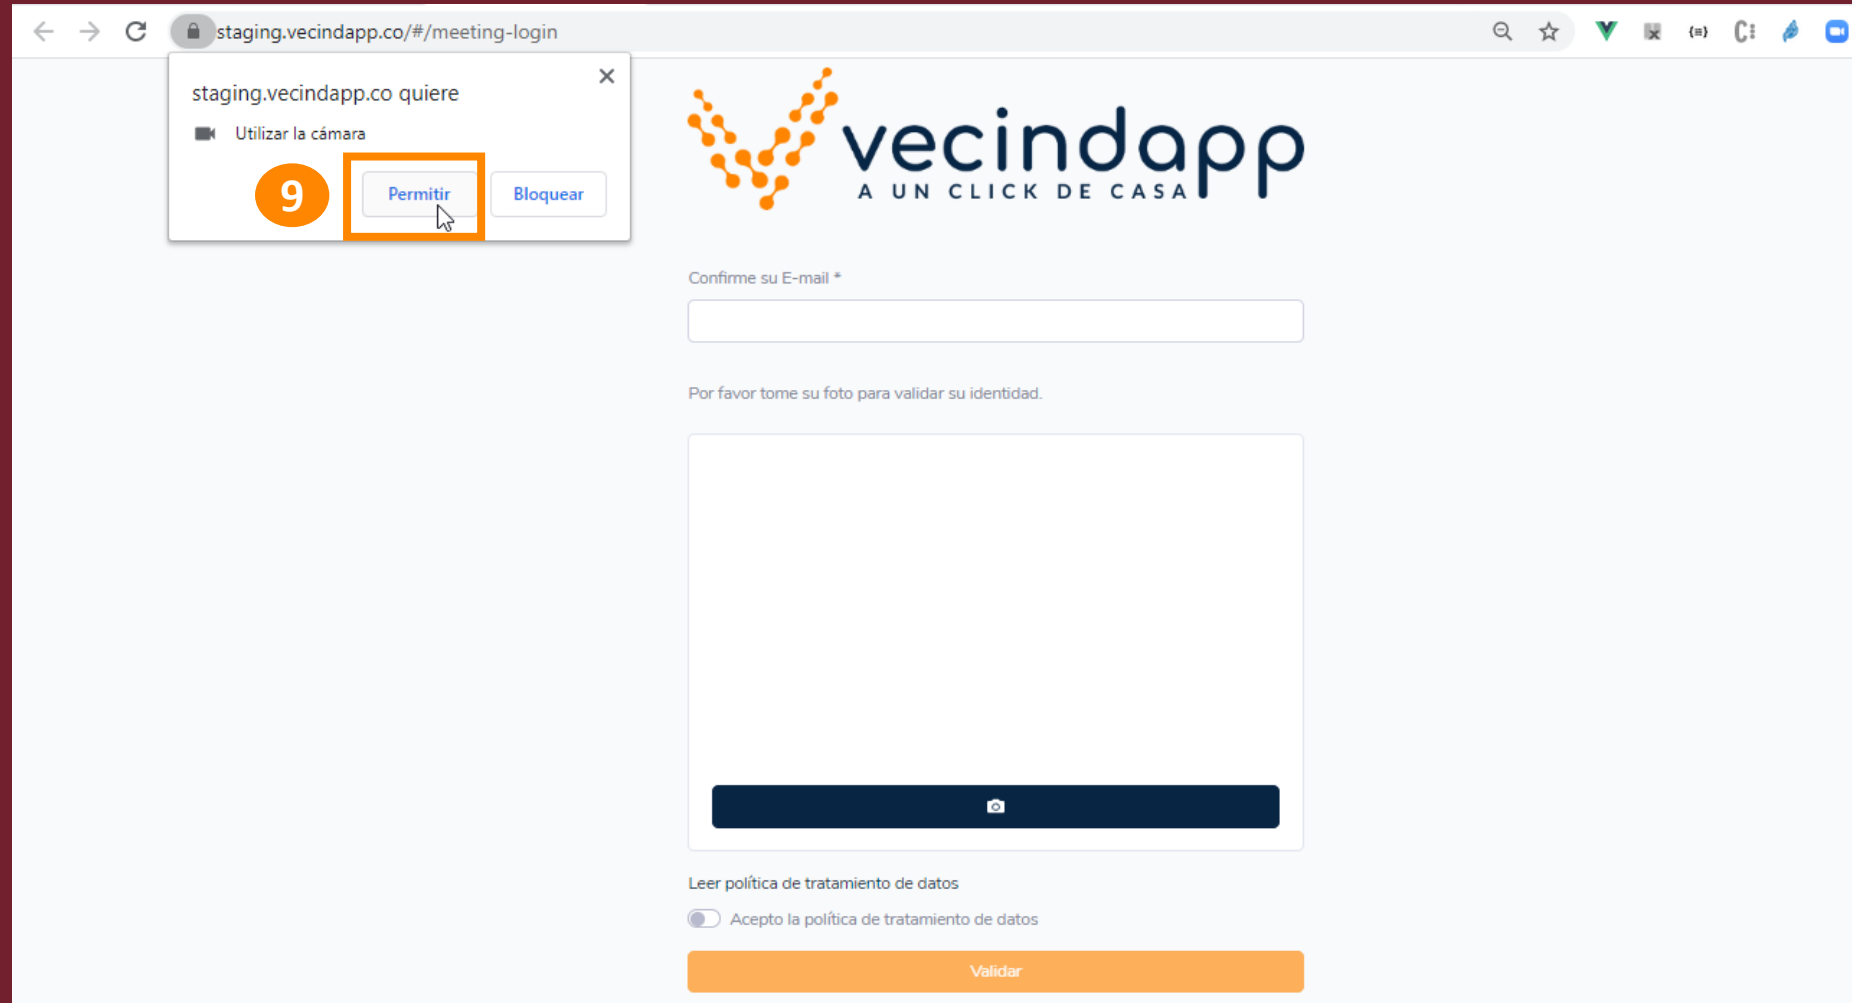 staging.vecindapp.co/#/meeting-login
staging.vecindapp.co quiere
Utilizar la cámara
9
Permitir
Bloquear
vecindapp
A UN CLICK DE CASA
Confirme su E-mail *
Por favor tome su foto para validar su identidad.
Leer política de tratamiento de datos
Acepto la política de tratamiento de datos
Validar